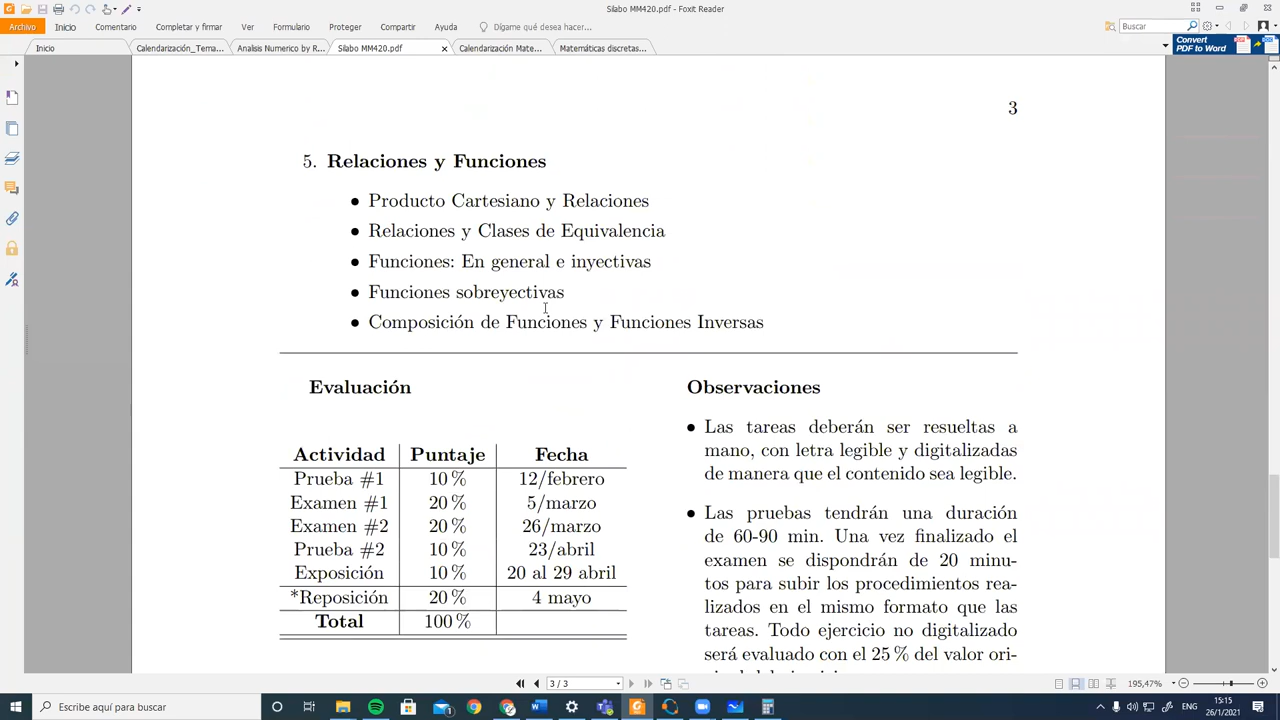 Silabo MM420.pdf - Foxit Reader
Archivo Inicio Comentario Completar y firmar Ver Formulario Proteger Compartir Ayuda Dígame qué desea hacer... Buscar
Inicio Calendarización_Tema... Analisis Numerico by R... Silabo MM420.pdf Calendarización Mate... Matemáticas discretas... Convert
PDF to Word
3
5. Relaciones y Funciones
• Producto Cartesiano y Relaciones
• Relaciones y Clases de Equivalencia
• Funciones: En general e inyectivas
• Funciones sobreyectivas
• Composición de Funciones y Funciones Inversas
Evaluación
Actividad Puntaje Fecha
Prueba #1 10 % 12/febrero
Examen #1 20 % 5/marzo
Examen #2 20 % 26/marzo
Prueba #2 10 % 23/abril
Exposición 10 % 20 al 29 abril
*Reposición 20 % 4 mayo
Total 100 %
Observaciones
• Las tareas deberán ser resueltas a
mano, con letra legible y digitalizadas
de manera que el contenido sea legible.
• Las pruebas tendrán una duración
de 60-90 min. Una vez finalizado el
examen se dispondrán de 20 minu-
tos para subir los procedimientos rea-
lizados en el mismo formato que las
tareas. Todo ejercicio no digitalizado
será evaluado con el 25 % del valor ori-
3 / 3 195,47%
Escribe aquí para buscar
15:15
26/1/2021